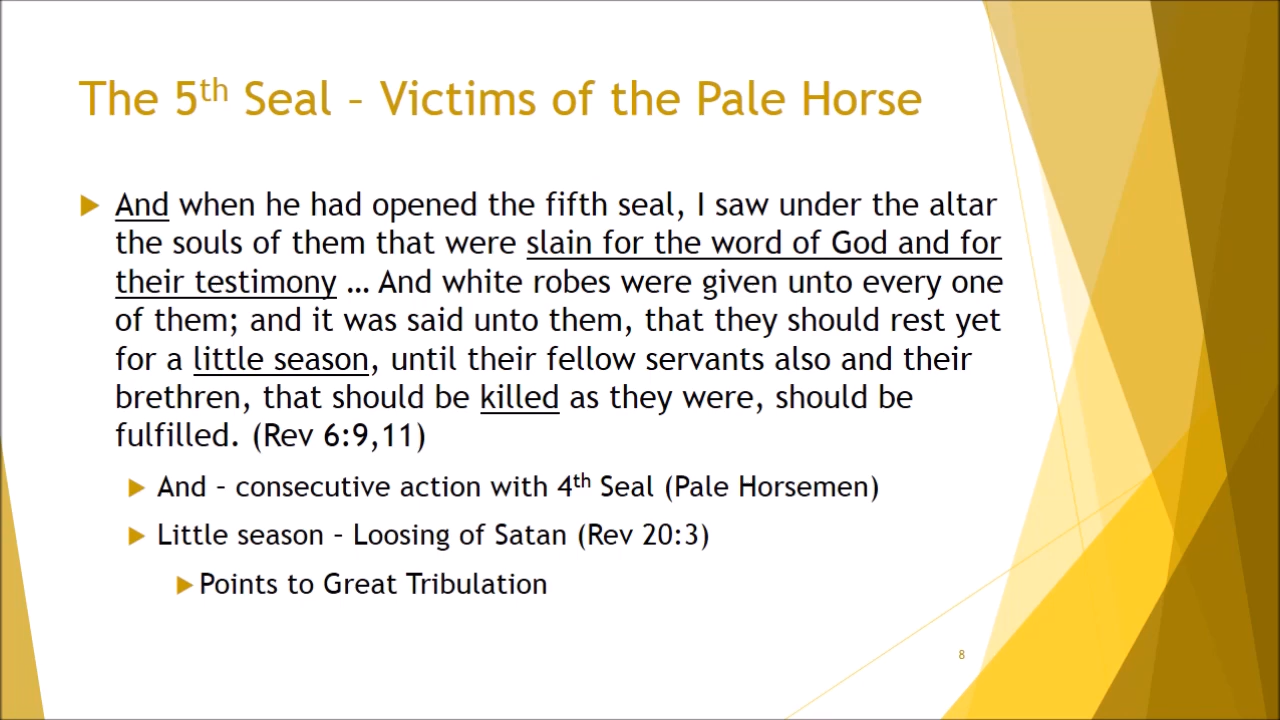 The 5th Seal – Victims of the Pale Horse
And when he had opened the fifth seal, I saw under the altar
the souls of them that were slain for the word of God and for
their testimony … And white robes were given unto every one
of them; and it was said unto them, that they should rest yet
for a little season, until their fellow servants also and their
brethren, that should be killed as they were, should be
fulfilled. (Rev 6:9,11)
And – consecutive action with 4th Seal (Pale Horsemen)
Little season – Loosing of Satan (Rev 20:3)
Points to Great Tribulation
8